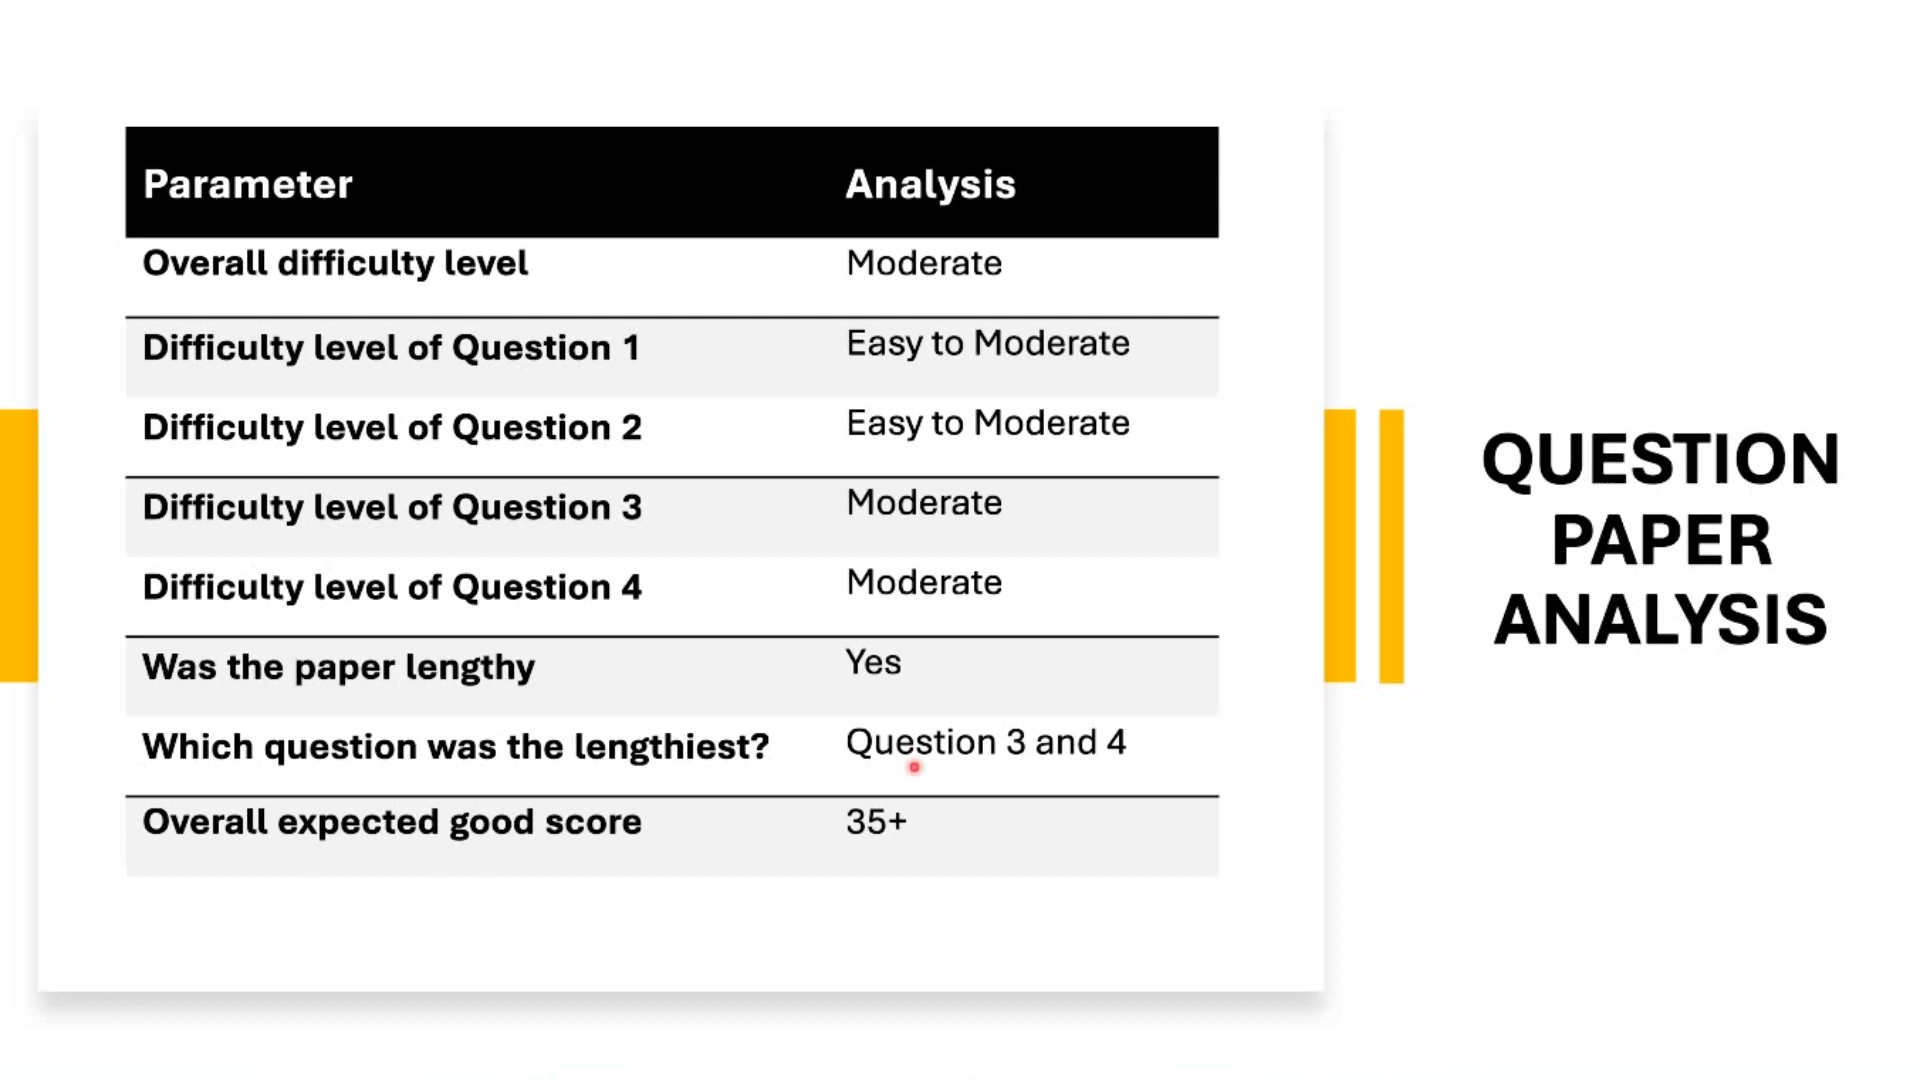 Parameter Analysis
Overall difficulty level Moderate
Difficulty level of Question 1 Easy to Moderate
Difficulty level of Question 2 Easy to Moderate
Difficulty level of Question 3 Moderate
Difficulty level of Question 4 Moderate
Was the paper lengthy Yes
Which question was the lengthiest? Question 3 and 4
Overall expected good score 35+
QUESTION
PAPER
ANALYSIS